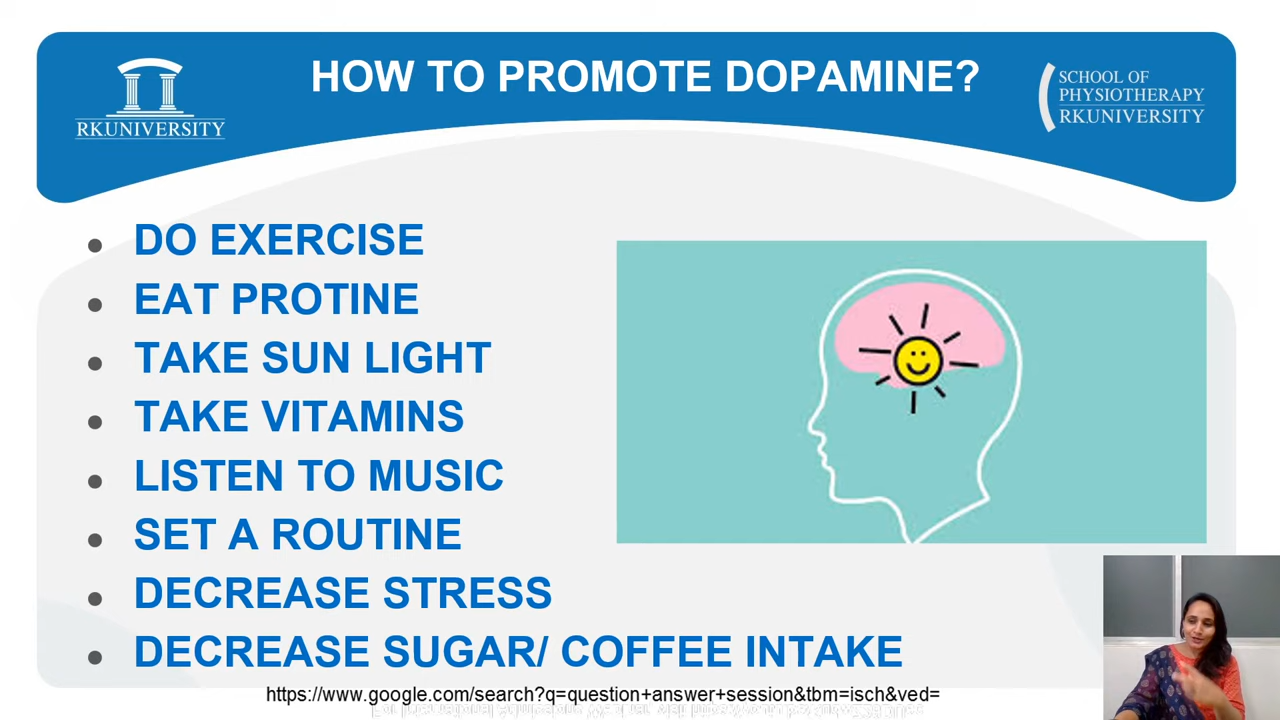 HOW TO PROMOTE DOPAMINE?
RKUNIVERSITY
SCHOOL OF
PHYSIOTHERAPY
RKUNIVERSITY
DO EXERCISE
EAT PROTINE
TAKE SUN LIGHT
TAKE VITAMINS
LISTEN TO MUSIC
SET A ROUTINE
DECREASE STRESS
DECREASE SUGAR/ COFFEE INTAKE
https://www.google.com/search?q=question+answer+session&tbm=isch&ved=